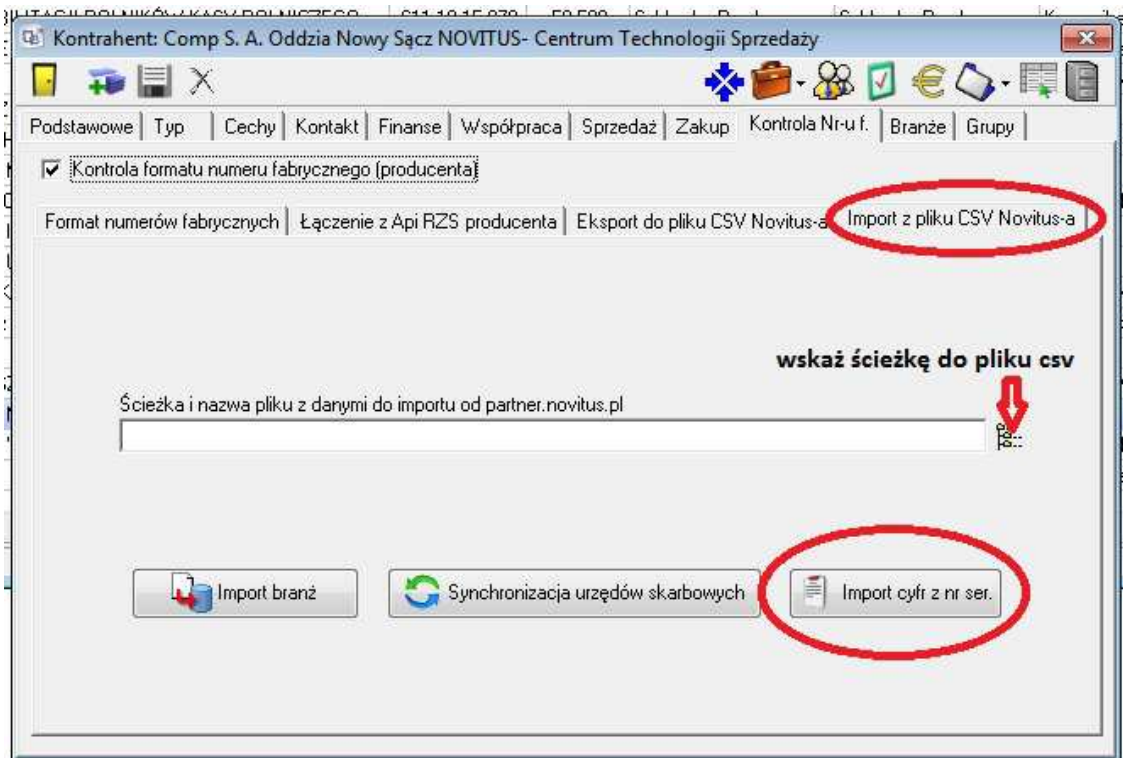 Kontrahent: Comp S. A. Oddzia Nowy Sącz NOVITUS- Centrum Technologii Sprzedaży
Podstawowe Typ Cechy Kontakt Finanse Współpraca Sprzedaż Zakup Kontrola Nr-u f. Branże Grupy
Kontrola formatu numeru fabrycznego (producenta)
Format numerów fabrycznych Łączenie z Api RZS producenta Eksport do pliku CSV Novitus-a Import z pliku CSV Novitus-a
wskaż ścieżkę do pliku csv
Ścieżka i nazwa pliku z danymi do importu od partner.novitus.pl
Import branż Synchronizacja urzędów skarbowych Import cyfr z nr ser.